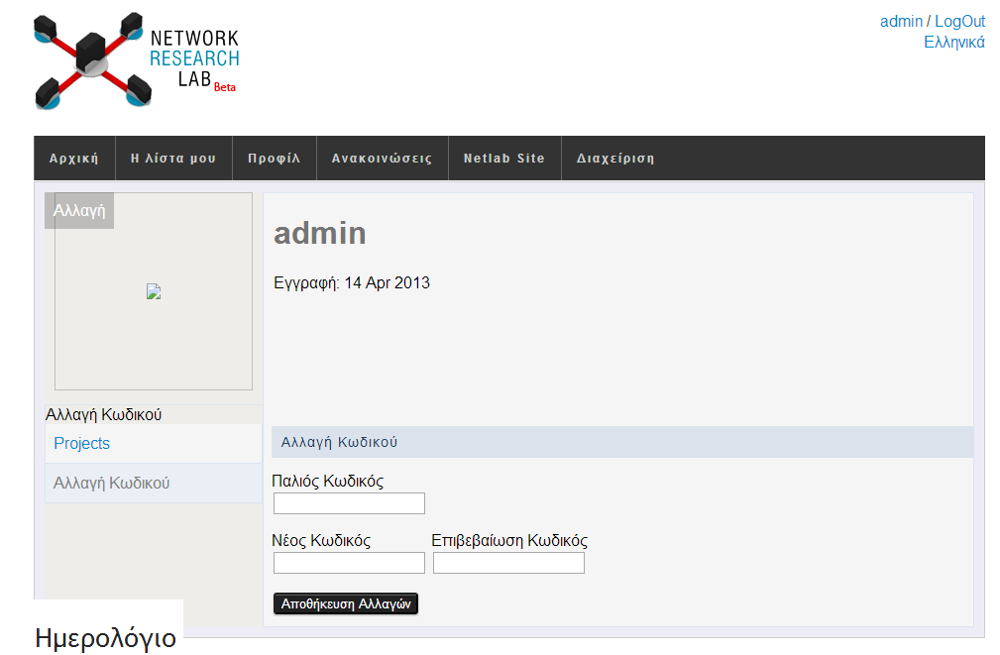 NETWORK
RESEARCH
LAB Beta
admin / LogOut
Ελληνικά
Αρχική Η λίστα μου Προφίλ Ανακοινώσεις Netlab Site Διαχείριση
Αλλαγή
admin
Εγγραφή: 14 Apr 2013
Αλλαγή Κωδικού
Projects
Αλλαγή Κωδικού
Αλλαγή Κωδικού
Παλιός Κωδικός
Νέος Κωδικός Επιβεβαίωση Κωδικός
Αποθήκευση Αλλαγών
Ημερολόγιο